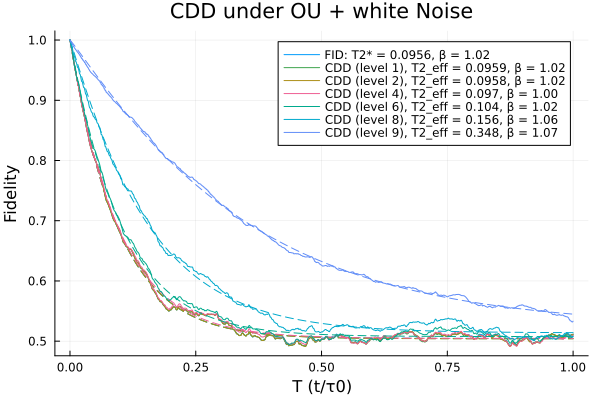 CDD under OU + white Noise
FID: T2* = 0.0956, β = 1.02
CDD (level 1), T2_eff = 0.0959, β = 1.02
CDD (level 2), T2_eff = 0.0958, β = 1.02
CDD (level 4), T2_eff = 0.097, β = 1.00
CDD (level 6), T2_eff = 0.104, β = 1.02
CDD (level 8), T2_eff = 0.156, β = 1.06
CDD (level 9), T2_eff = 0.348, β = 1.07
Fidelity
1.0
0.9
0.8
0.7
0.6
0.5
0.00
0.25
0.50
0.75
1.00
T (t/τ0)